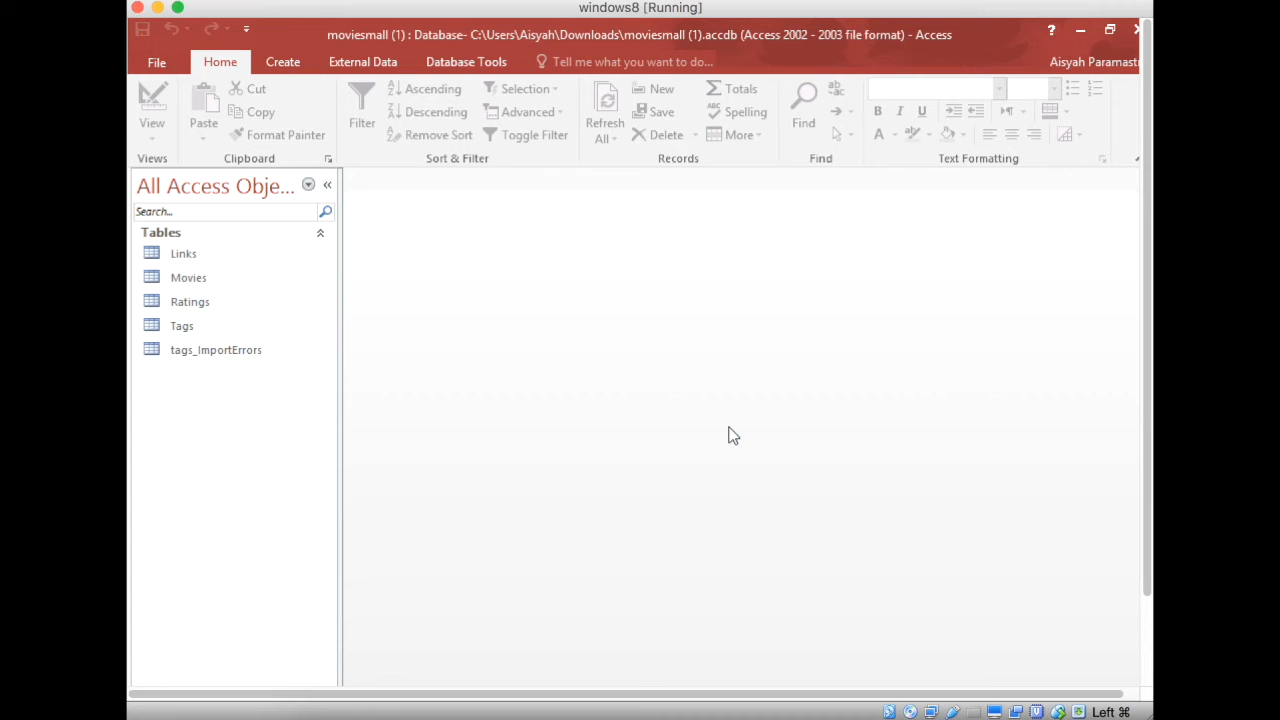 windows8 [Running]
moviesmall (1) : Database- C:\Users\Aisyah\Downloads\moviesmall (1).accdb (Access 2002 - 2003 file format) - Access
File Home Create External Data Database Tools Tell me what you want to do... Aisyah Paramast
View Paste Cut Copy Format Painter
Filter Ascending Descending Remove Sort Selection Advanced Toggle Filter
Refresh All New Save Delete Totals Spelling More
Find
B I U A
Views Clipboard Sort & Filter Records Find Text Formatting
All Access Obje...
Search...
Tables
Links
Movies
Ratings
Tags
tags_ImportErrors
Left ⌘